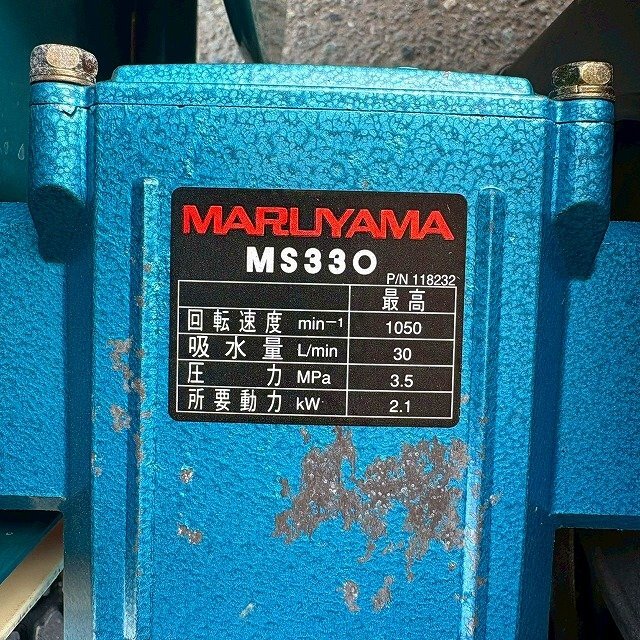 MARUYAMA
MS330
P/N 118232
最高
回転速度 min-1 1050
吸水量 L/min 30
圧力 MPa 3.5
所要動力 kW 2.1